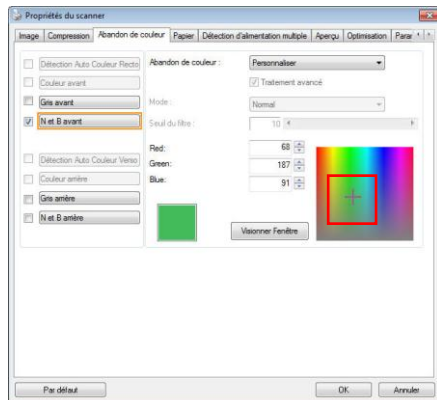 Propriétés du scanner
Image Compression Abandon de couleur Papier Détection d'alimentation multiple Aperçu Optimisation Parar
Détection Auto Couleur Recto
Couleur avant
Gris avant
N et B avant
Détection Auto Couleur Verso
Couleur arrière
Gris arrière
N et B arrière
Abandon de couleur : Personnaliser
Traitement avancé
Mode : Normal
Seuil du filtre : 10
Red: 68
Green: 187
Blue: 91
Visionner Fenêtre
Par défaut OK Annuler